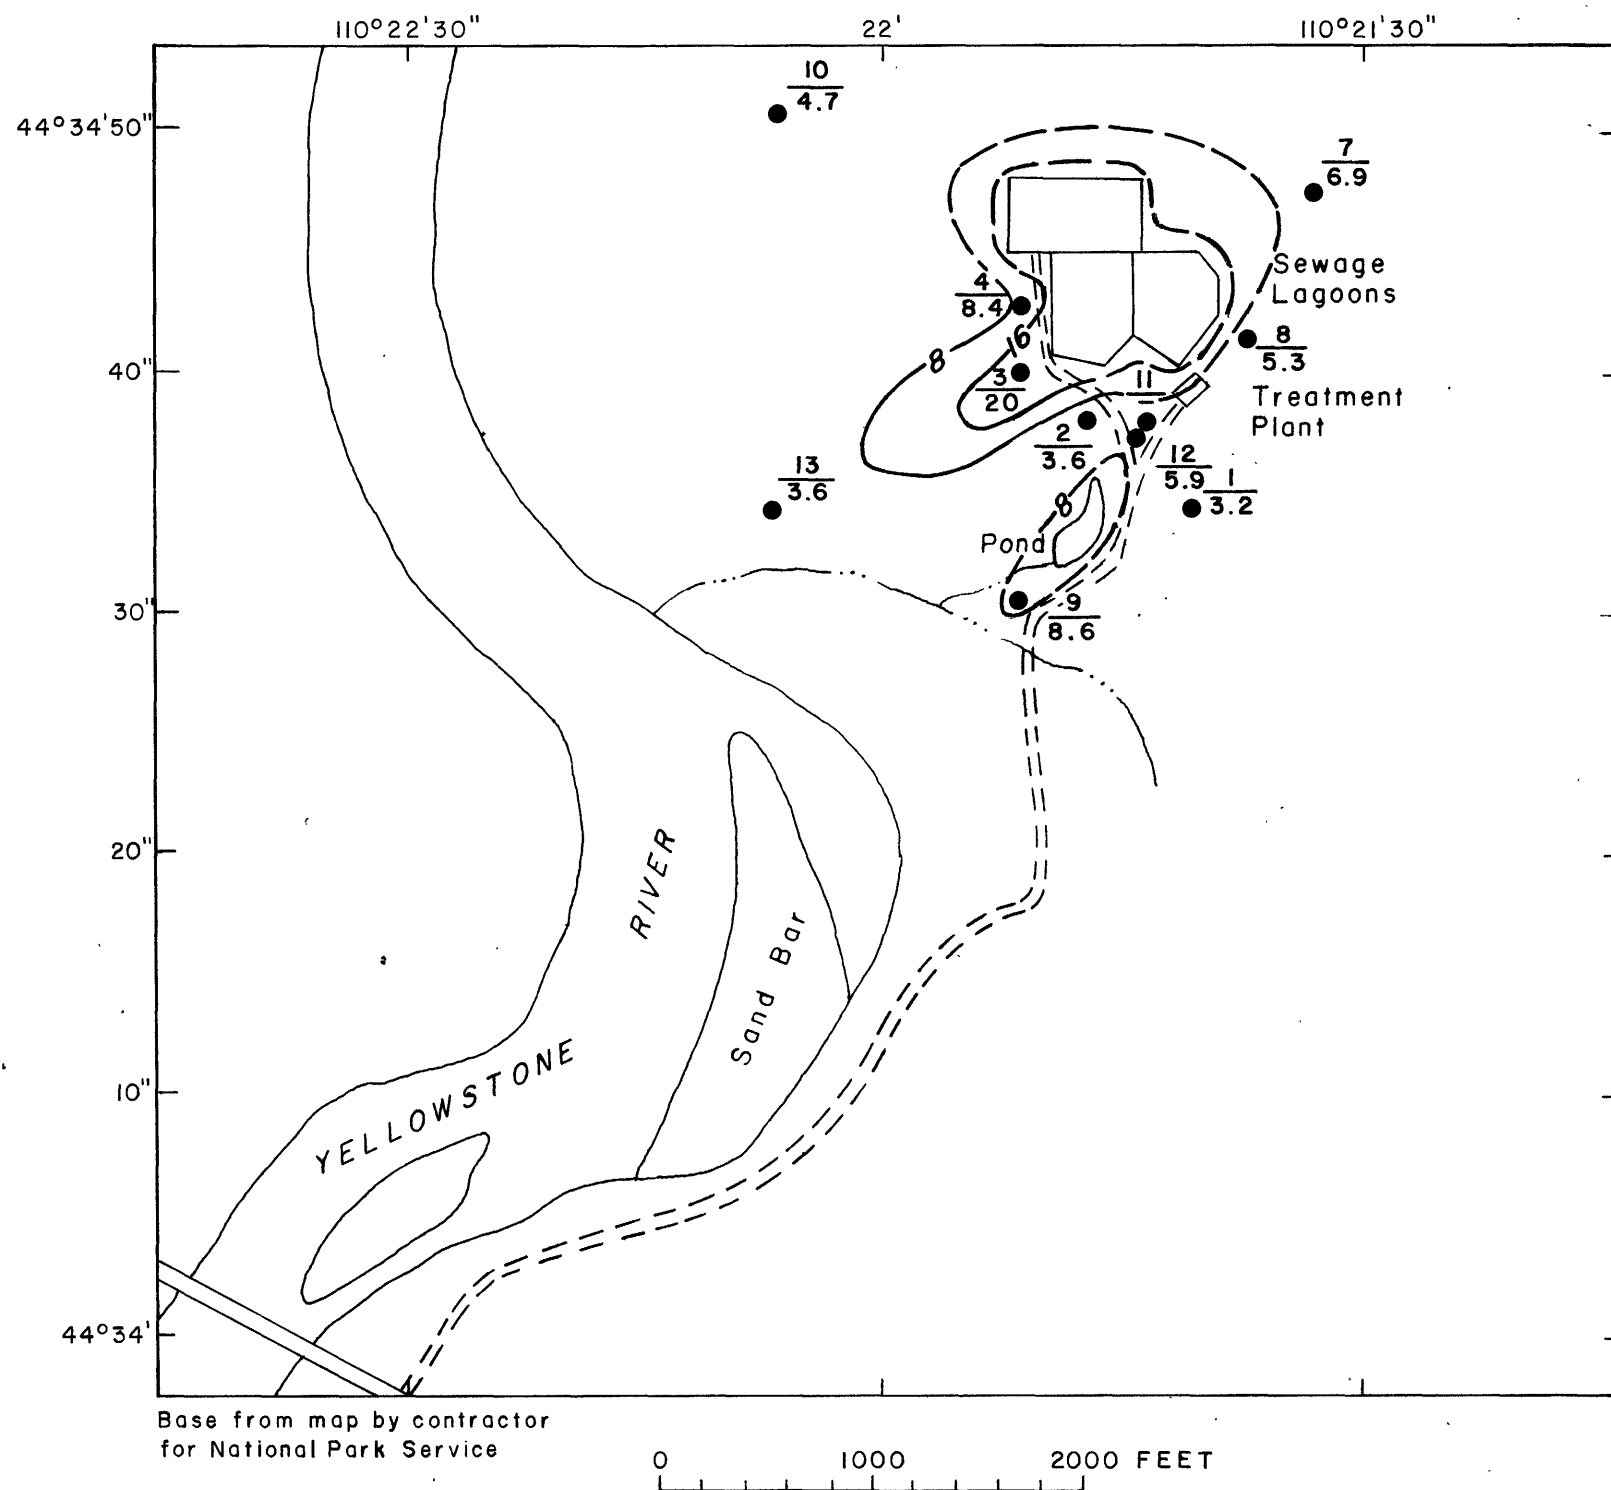 110°22'30" 22' 110°21'30"
10
4.7
44°34'50"
7
6.9
Sewage
Lagoons
4
8.4
8
16
8
5.3
40"
3
20
11
Treatment
Plant
2
3.6
12
5.9
1
3.2
13
3.6
8
Pond
30"
9
8.6
20"
RIVER
Sand Bar
YELLOWSTONE
10"
44°34'
Base from map by contractor
for National Park Service
0 1000 2000 FEET